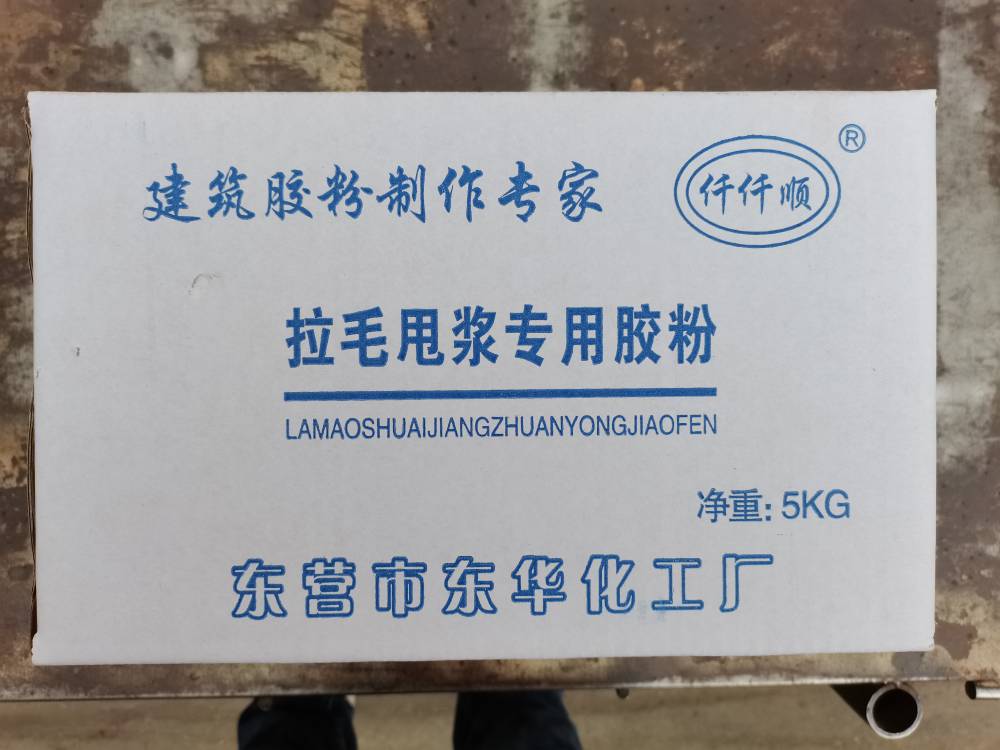 建筑胶粉制作专家
仟仟顺®
拉毛甩浆专用胶粉
LAMAOSHUAIJIANGZHUANYONGJIAOFEN
净重: 5KG
东营市东华化工厂